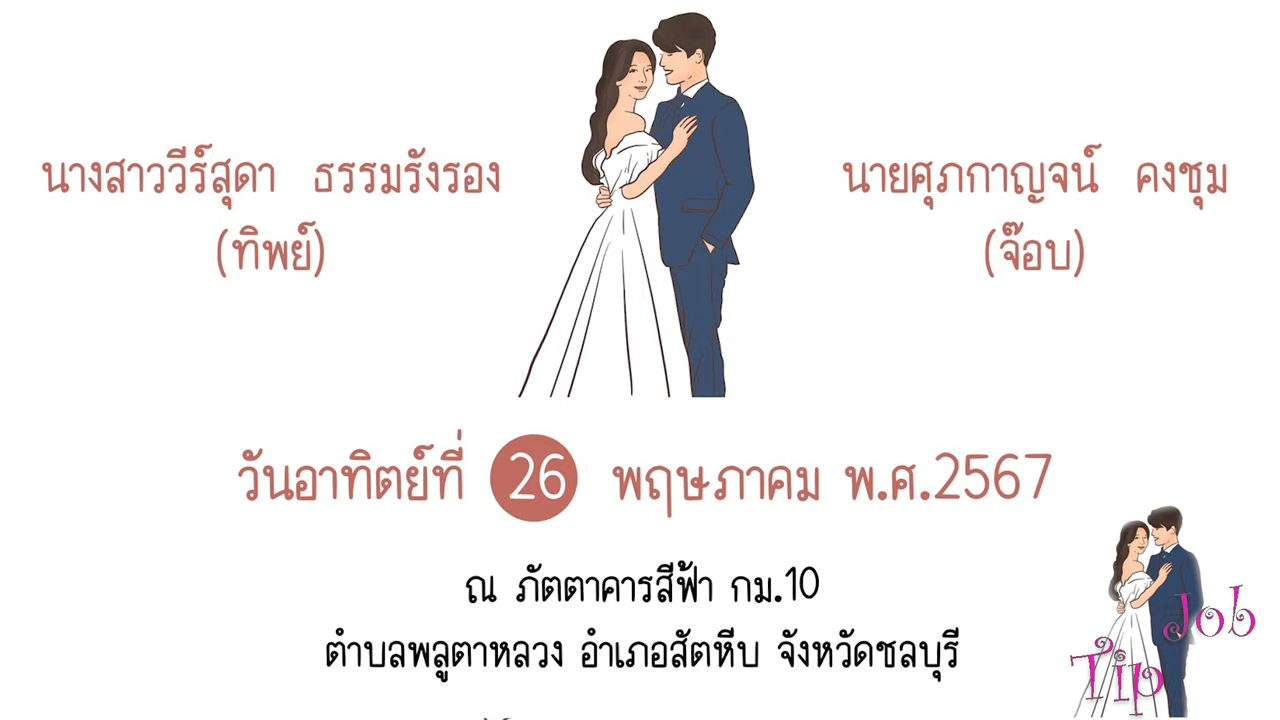 นางสาววีร์สุดา ธรรมรังรอง
(ทิพย์)
นายศุภกาญจน์ คงชุม
(จ๊อบ)
วันอาทิตย์ที่ 26 พฤษภาคม พ.ศ.2567
ณ ภัตตาคารสีฟ้า กม.10
ตำบลพลูตาหลวง อำเภอสัตหีบ จังหวัดชลบุรี
Job
Tip